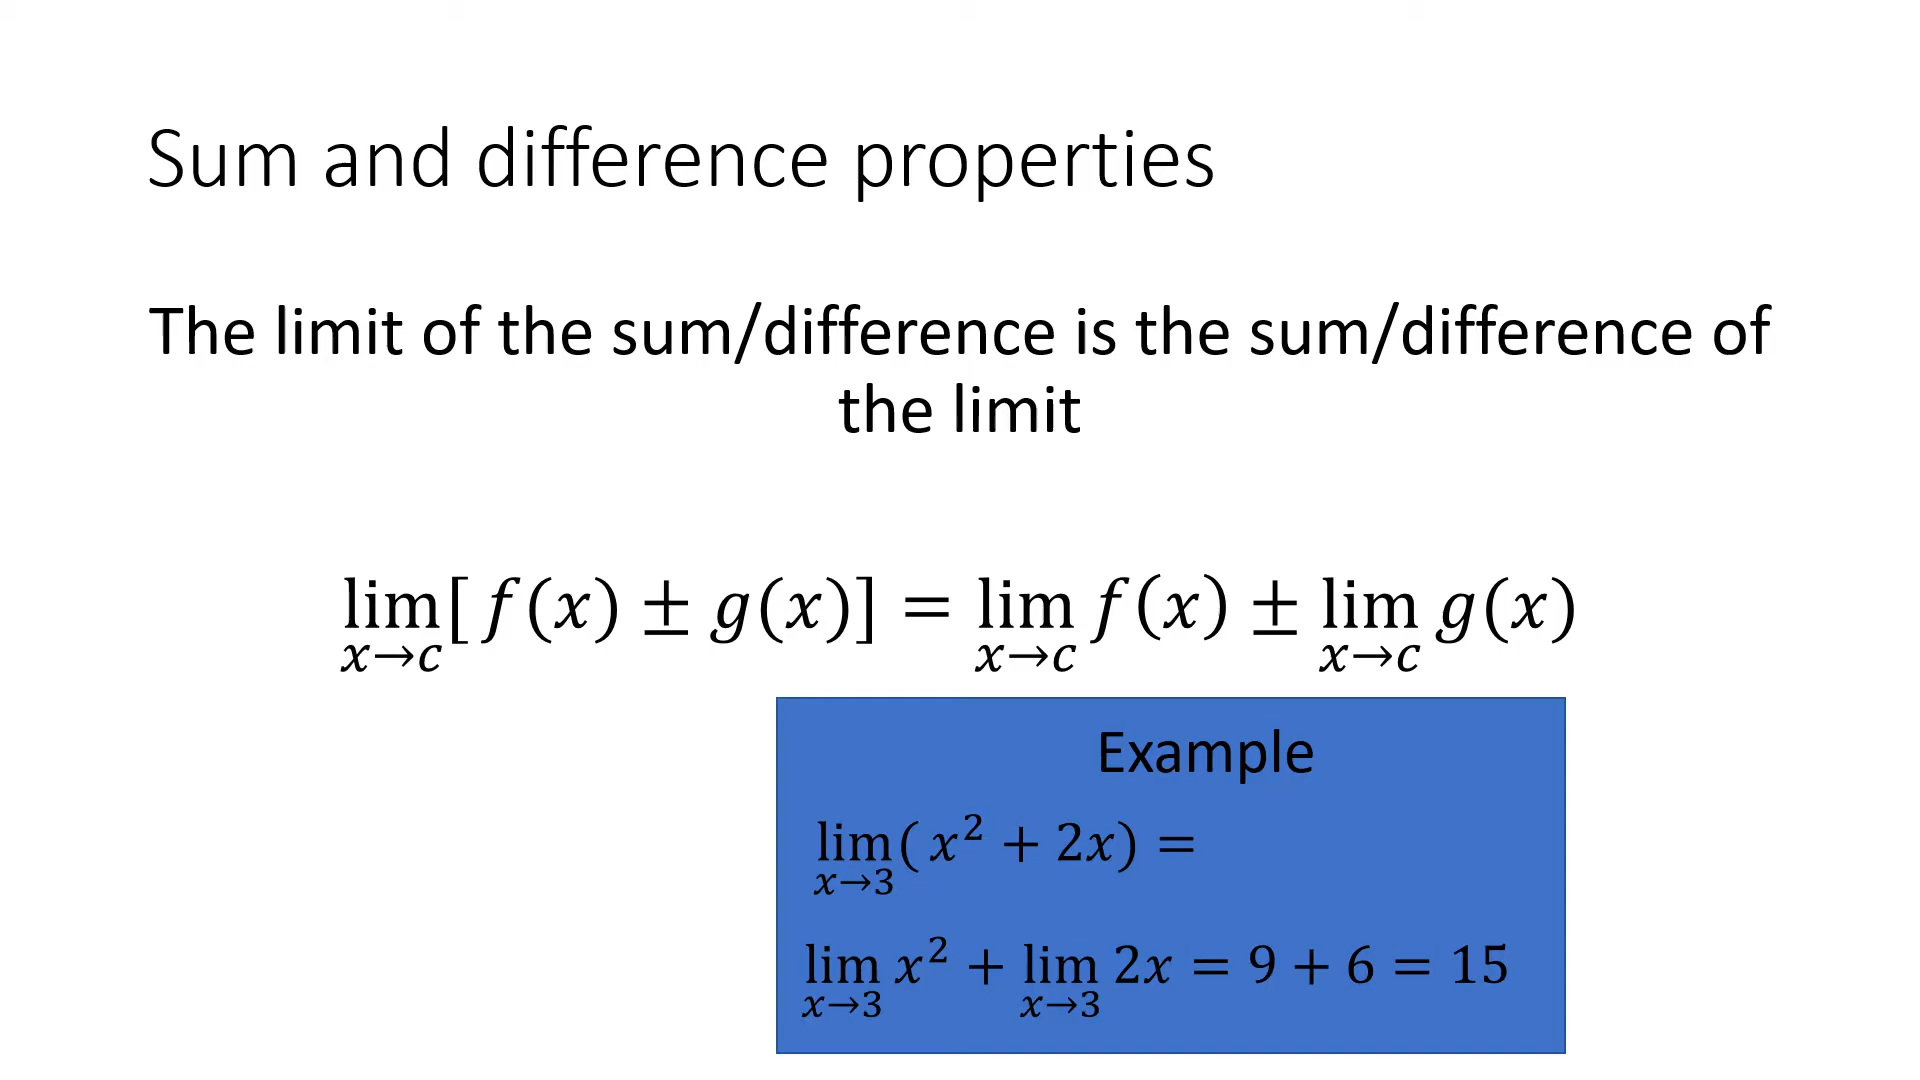 Sum and difference properties
The limit of the sum/difference is the sum/difference of
the limit
lim[ f(x) ± g(x)] = lim f(x) ± lim g(x)
x→c x→c x→c
Example
lim( x² + 2x) =
x→3
lim x² + lim 2x = 9 + 6 = 15
x→3 x→3